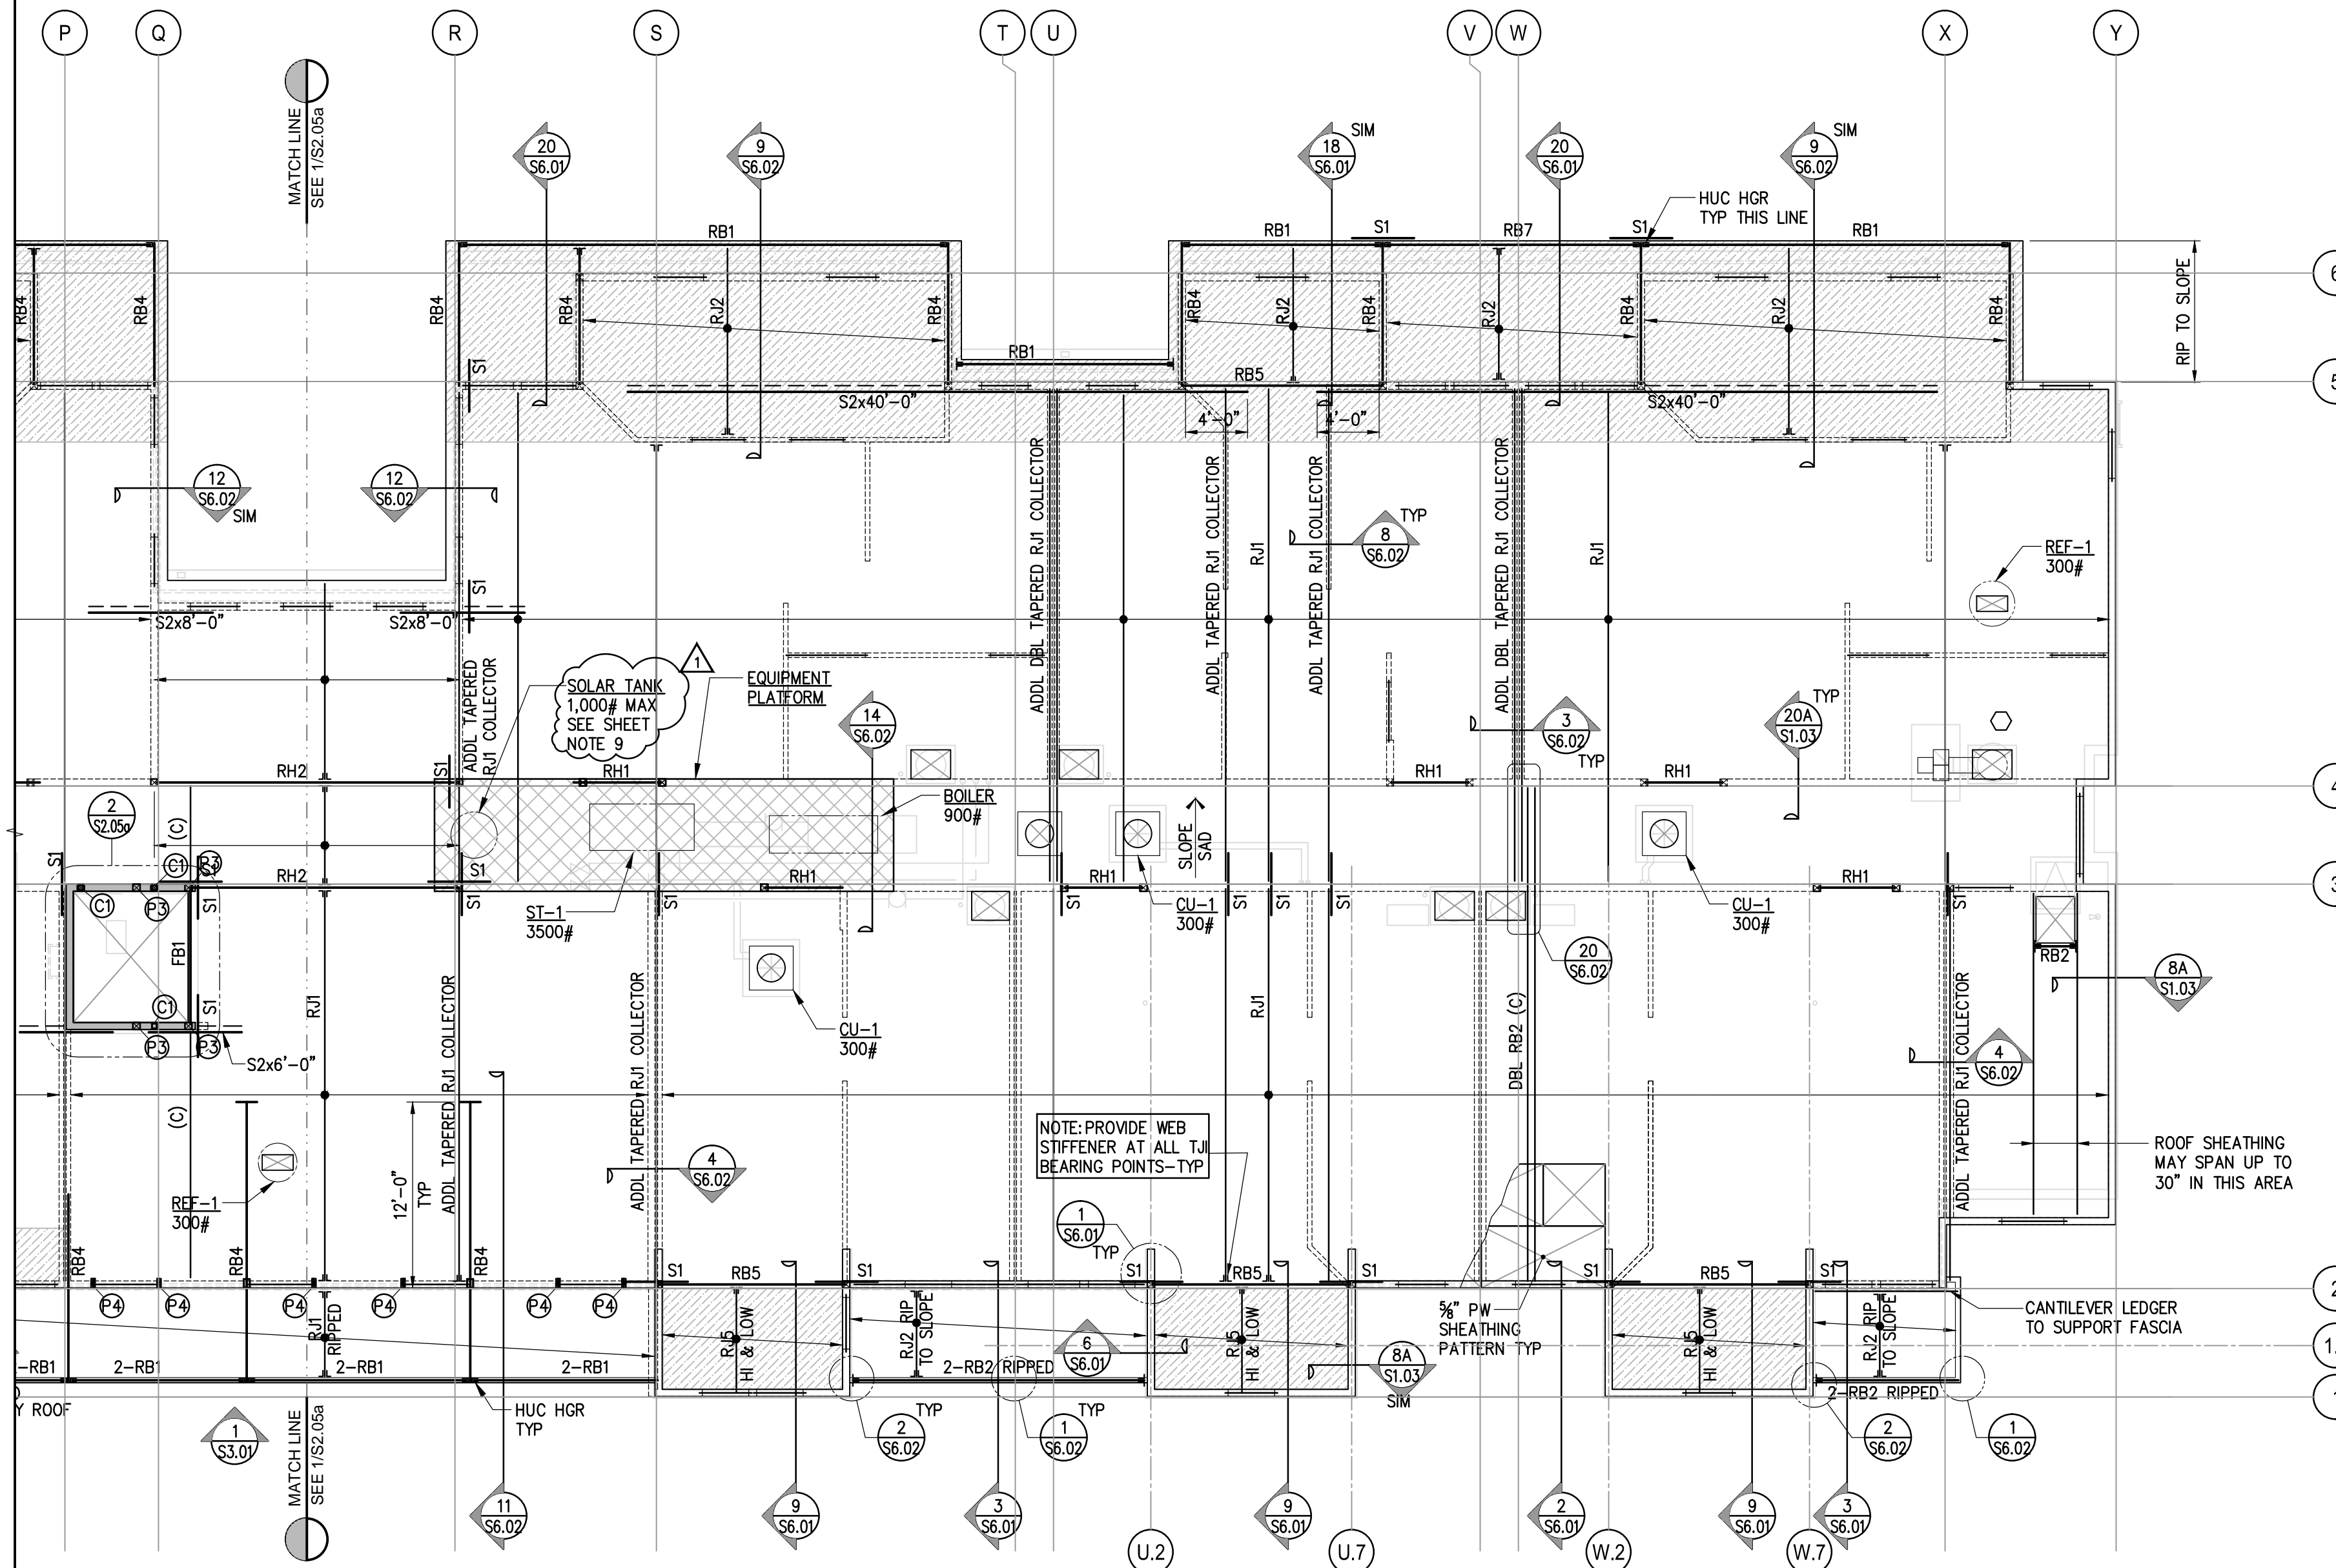 P
Q
R
S
T
U
V
W
X
Y
MATCH LINE
SEE 1/S2.05a
20
S6.01
9
S6.02
18
S6.01
SIM
20
S6.01
9
S6.02
SIM
HUC HGR
TYP THIS LINE
RB1
RB1
S1
RB7
S1
RB1
6
RB4
RB4
RB4
RB4
RJ2
RB4
RB4
RJ2
RB4
RJ2
RB4
RJ2
RB4
RIP TO SLOPE
RB1
S1
RB5
5
S2x40'-0"
4'-0"
4'-0"
S2x40'-0"
12
S6.02
SIM
12
S6.02
ADDL DBL TAPERED RJ1 COLLECTOR
ADDL TAPERED RJ1 COLLECTOR
RJ1
ADDL TAPERED RJ1 COLLECTOR
8
S6.02
TYP
ADDL DBL TAPERED RJ1 COLLECTOR
RJ1
REF-1
300#
S1
S2x8'-0"
S2x8'-0"
ADDL TAPERED
RJ1 COLLECTOR
SOLAR TANK
1,000# MAX
SEE SHEET
NOTE 9
1
EQUIPMENT
PLATFORM
14
S6.02
3
S6.02
TYP
20A
S1.03
TYP
RH2
S1
RH1
RH1
RH1
4
BOILER
900#
2
S2.05a
(C)
SLOPE
SAD
S1
C1
P3
S1
RH2
S1
RH1
RH1
RH1
3
C1
P3
S1
S1
S1
S1
S1
S1
S1
S1
ST-1
3500#
CU-1
300#
CU-1
300#
FB1
20
S6.02
RB2
8A
S1.03
C1
S1
RJ1
RJ1
P3
P3
S2x6'-0"
CU-1
300#
DBL RB2 (C)
4
S6.02
(C)
ADDL TAPERED RJ1 COLLECTOR
ADDL TAPERED RJ1 COLLECTOR
ADDL TAPERED RJ1 COLLECTOR
12'-0"
TYP
NOTE: PROVIDE WEB
STIFFENER AT ALL TJI
BEARING POINTS-TYP
ROOF SHEATHING
MAY SPAN UP TO
30" IN THIS AREA
4
S6.02
REF-1
300#
1
S6.01
TYP
RB4
RB4
RB4
S1
RB5
S1
S1
RB5
S1
S1
RB5
S1
2
P4
P4
P4
P4
P4
P4
RJ1
RIPPED
RJ5
HI & LOW
RJ2 RIP
TO SLOPE
6
S6.01
RJ5
HI & LOW
⅝" PW
SHEATHING
PATTERN TYP
RJ5
HI & LOW
RJ2 RIP
TO SLOPE
CANTILEVER LEDGER
TO SUPPORT FASCIA
8A
S1.03
SIM
-RB1
2-RB1
2-RB1
2-RB1
2-RB2 RIPPED
2-RB2 RIPPED
1
Y ROOF
1
S3.01
MATCH LINE
SEE 1/S2.05a
HUC HGR
TYP
2
S6.02
TYP
1
S6.02
TYP
2
S6.02
1
S6.02
11
S6.02
9
S6.01
3
S6.01
9
S6.01
2
S6.01
9
S6.01
3
S6.01
U.2
U.7
W.2
W.7